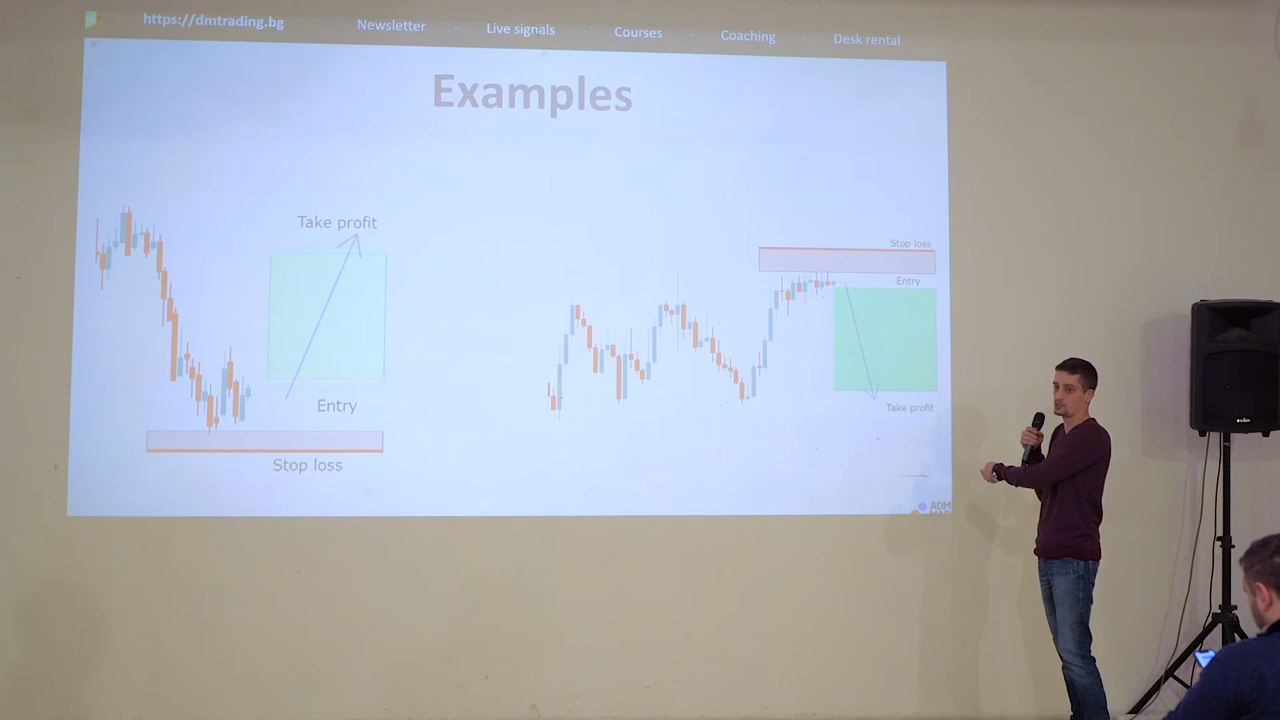 https://dmtrading.bg Newsletter - Live signals - Courses - Coaching - Desk rental
Examples
Take profit
Entry
Stop loss
Stop loss
Entry
Take profit
ADM